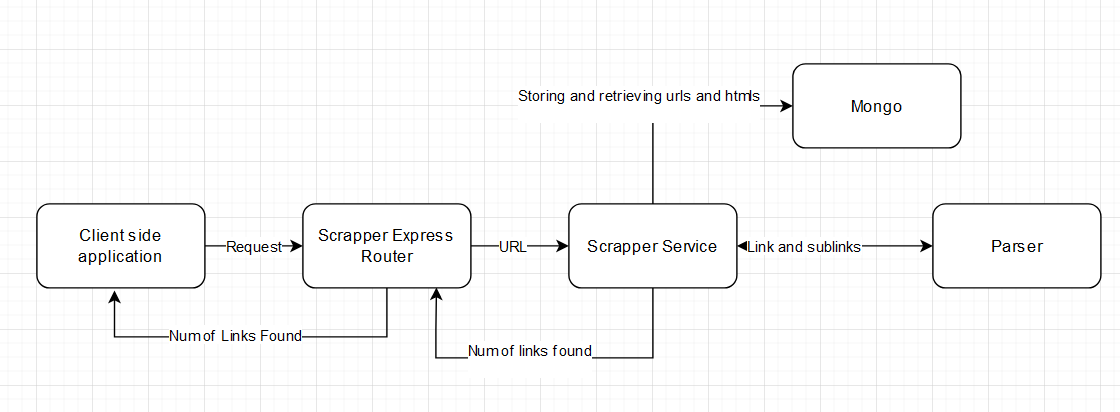 Storing and retrieving urls and htmls
Mongo
Client side
application
Request
Scrapper Express
Router
URL
Scrapper Service
Link and sublinks
Parser
Num of Links Found
Num of links found